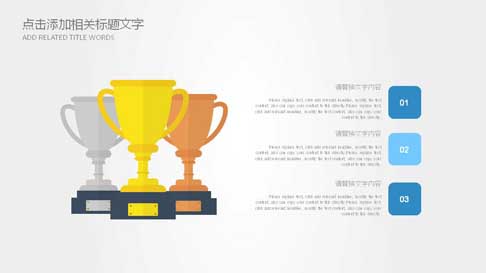 点击添加相关标题文字
ADD RELATED TITLE WORDS
请替换文字内容
Please replace text, click add relevant headline, modify the text
content, also can copy your content to this directly.Please replace text,
click add relevant headline, modify the text content, also can copy your
content to this directly.
01
请替换文字内容
Please replace text, click add relevant headline, modify the text
content, also can copy your content to this directly.Please replace text,
click add relevant headline, modify the text content, also can copy your
content to this directly.
02
请替换文字内容
Please replace text, click add relevant headline, modify the text
content, also can copy your content to this directly.Please replace text,
click add relevant headline, modify the text content, also can copy your
content to this directly.
03